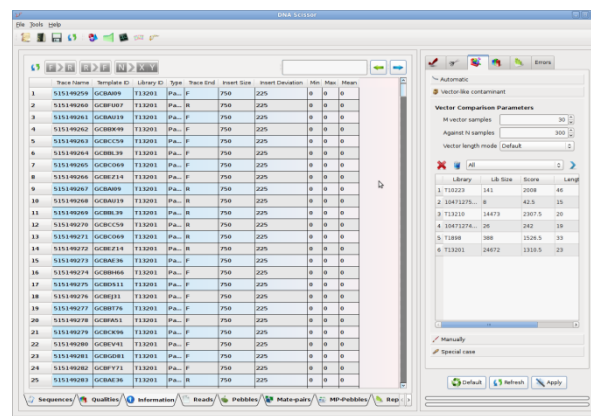 DNA Scissor
File Tools Help
F > R R > F N > X Y
Trace Name Template ID Library ID Type Trace End Insert Size Insert Deviation Min Max Mean
1 515149259 GCBAI09 T13201 Pa... F 750 225 0 0 0
2 515149260 GCBFU07 T13201 Pa... R 750 225 0 0 0
3 515149261 GCBAU19 T13201 Pa... F 750 225 0 0 0
4 515149262 GCBBX49 T13201 Pa... F 750 225 0 0 0
5 515149263 GCBCC59 T13201 Pa... F 750 225 0 0 0
6 515149264 GCBBL39 T13201 Pa... F 750 225 0 0 0
7 515149265 GCBCO69 T13201 Pa... F 750 225 0 0 0
8 515149266 GCBEZ14 T13201 Pa... F 750 225 0 0 0
9 515149267 GCBAI09 T13201 Pa... R 750 225 0 0 0
10 515149268 GCBAU19 T13201 Pa... R 750 225 0 0 0
11 515149269 GCBBL39 T13201 Pa... R 750 225 0 0 0
12 515149270 GCBCC59 T13201 Pa... R 750 225 0 0 0
13 515149271 GCBCO69 T13201 Pa... R 750 225 0 0 0
14 515149272 GCBEZ14 T13201 Pa... R 750 225 0 0 0
15 515149273 GCBAE36 T13201 Pa... F 750 225 0 0 0
16 515149274 GCBBH66 T13201 Pa... F 750 225 0 0 0
17 515149275 GCBDS11 T13201 Pa... F 750 225 0 0 0
18 515149276 GCBEJ31 T13201 Pa... F 750 225 0 0 0
19 515149277 GCBBT76 T13201 Pa... F 750 225 0 0 0
20 515149278 GCBFA51 T13201 Pa... F 750 225 0 0 0
21 515149279 GCBCK96 T13201 Pa... F 750 225 0 0 0
22 515149280 GCBEV41 T13201 Pa... F 750 225 0 0 0
23 515149281 GCBGD81 T13201 Pa... F 750 225 0 0 0
24 515149282 GCBFY71 T13201 Pa... F 750 225 0 0 0
25 515149283 GCBAE36 T13201 Pa... R 750 225 0 0 0
Sequences Qualities Information Reads Pebbles Mate-pairs MP-Pebbles Rep
Errors
Automatic
Vector-like contaminant
Vector Comparison Parameters
M vector samples 30
Against N samples 300
Vector length mode Default
All
Library Lib Size Score Lengt
1 T10223 141 2008 46
2 10471275... 8 42.5 15
3 T13210 14473 2307.5 20
4 10471274... 26 242 19
5 T1898 388 1526.5 33
6 T13201 24672 1310.5 23
Manually
Special case
Default Refresh Apply